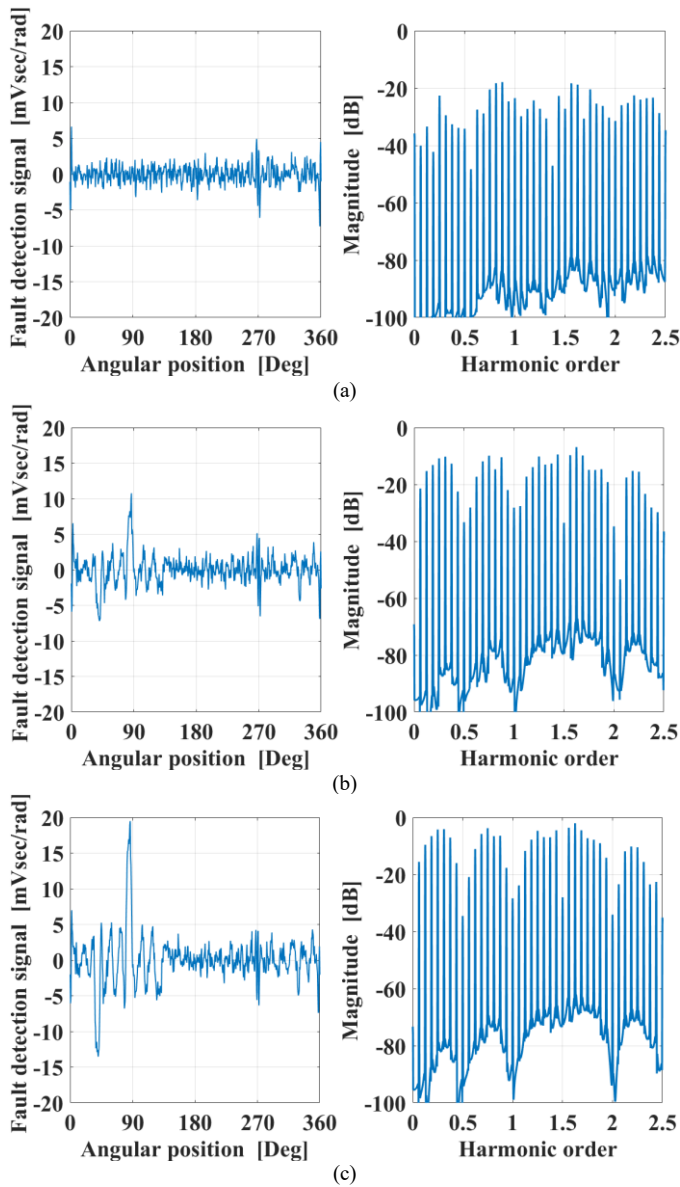 20
15
10
5
0
-5
-10
-15
-20
0 90 180 270 360
Fault detection signal [mVsec/rad]
Angular position [Deg]
0
-20
-40
-60
-80
-100
0 0.5 1 1.5 2 2.5
Magnitude [dB]
Harmonic order
(a)
20
15
10
5
0
-5
-10
-15
-20
0 90 180 270 360
Fault detection signal [mVsec/rad]
Angular position [Deg]
0
-20
-40
-60
-80
-100
0 0.5 1 1.5 2 2.5
Magnitude [dB]
Harmonic order
(b)
20
15
10
5
0
-5
-10
-15
-20
0 90 180 270 360
Fault detection signal [mVsec/rad]
Angular position [Deg]
0
-20
-40
-60
-80
-100
0 0.5 1 1.5 2 2.5
Magnitude [dB]
Harmonic order
(c)